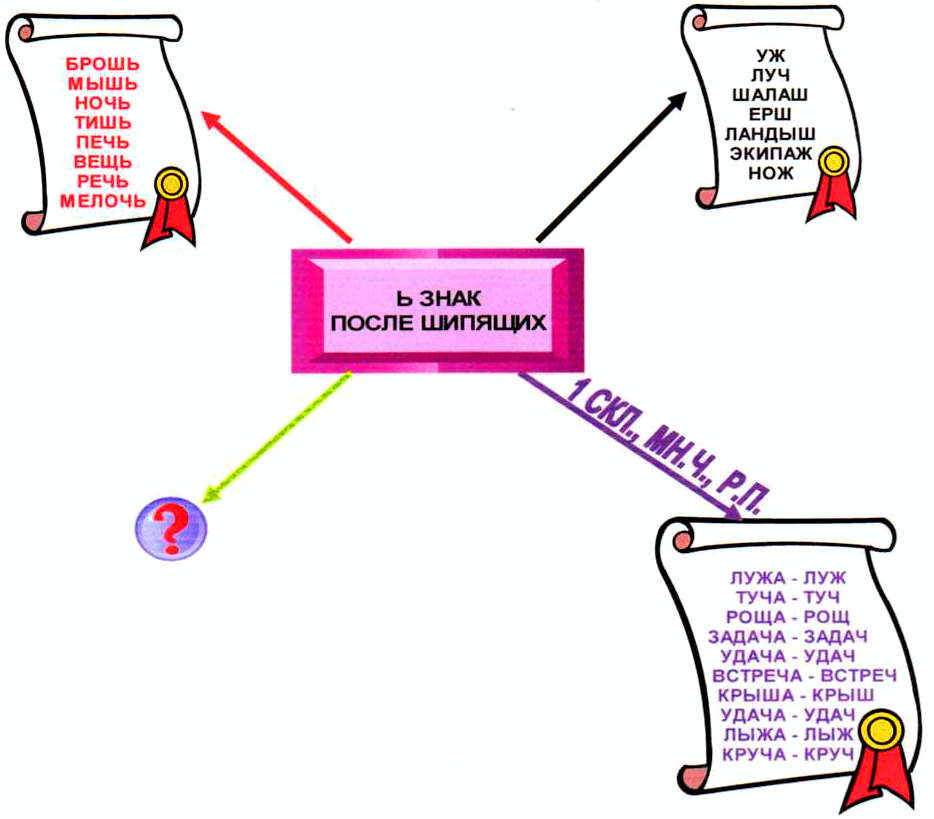 БРОШЬ
МЫШЬ
НОЧЬ
ТИШЬ
ПЕЧЬ
ВЕЩЬ
РЕЧЬ
МЕЛОЧЬ
УЖ
ЛУЧ
ШАЛАШ
ЕРШ
ЛАНДЫШ
ЭКИПАЖ
НОЖ
Ь ЗНАК
ПОСЛЕ ШИПЯЩИХ
1 СКЛ., МН.Ч., Р.П.
?
ЛУЖА - ЛУЖ
ТУЧА - ТУЧ
РОЩА - РОЩ
ЗАДАЧА - ЗАДАЧ
УДАЧА - УДАЧ
ВСТРЕЧА - ВСТРЕЧ
КРЫША - КРЫШ
УДАЧА - УДАЧ
ЛЫЖА - ЛЫЖ
КРУЧА - КРУЧ